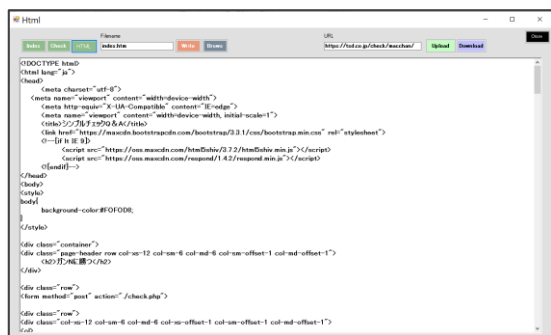 Html
Close
Filename
URL
Index Check HTML index.htm Write Brows https://tsd.co.jp/check/macchan/ Upload Download
<!DOCTYPE html>
<html lang="ja">
<head>
<meta charset="utf-8">
<meta name="viewport" content="width=device-width">
<meta http-equiv="X-UA-Compatible" content="IE=edge">
<meta name="viewport" content="width=device-width, initial-scale=1">
<title>シンプルチェックQ&A</title>
<link href="https://maxcdn.bootstrapcdn.com/bootstrap/3.3.1/css/bootstrap.min.css" rel="stylesheet">
<!--[if lt IE 9]>
<script src="https://oss.maxcdn.com/html5shiv/3.7.2/html5shiv.min.js"></script>
<script src="https://oss.maxcdn.com/respond/1.4.2/respond.min.js"></script>
<![endif]-->
</head>
<body>
<style>
body{
background-color:#F0F0D8;
}
</style>
<div class="container">
<div class="page-header row col-xs-12 col-sm-6 col-md-6 col-sm-offset-1 col-md-offset-1">
<h2>ガンNに勝つ</h2>
</div>
<div class="row">
<form method="post" action="./check.php">
<div class="row">
<div class="col-xs-12 col-sm-6 col-md-6 col-xs-offset-1 col-sm-offset-1 col-md-offset-1">
<ol>